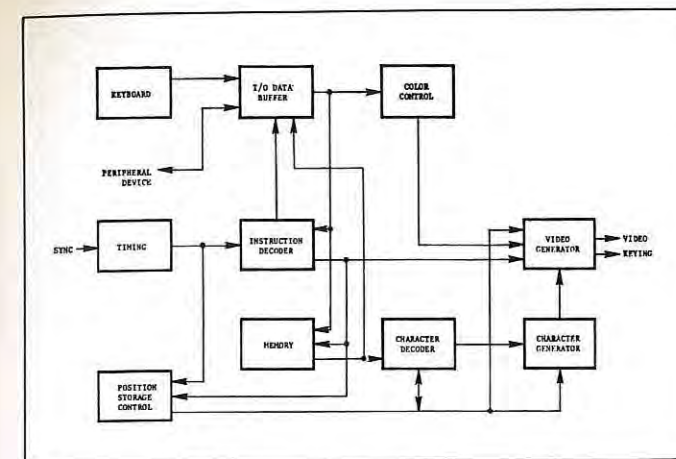 KEYBOARD
I/O DATA
BUFFER
COLOR
CONTROL
PERIPHERAL
DEVICE
SYNC
TIMING
INSTRUCTION
DECODER
VIDEO
GENERATOR
VIDEO
KEYING
MEMORY
CHARACTER
DECODER
CHARACTER
GENERATOR
POSITION
STORAGE
CONTROL